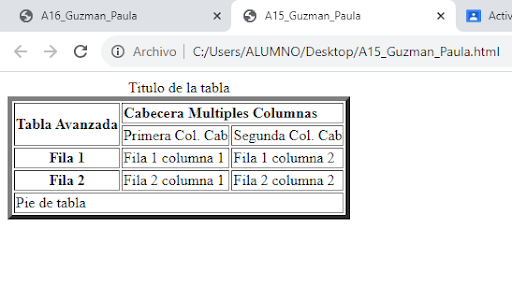 A16_Guzman_Paula
A15_Guzman_Paula
Activ
Archivo | C:/Users/ALUMNO/Desktop/A15_Guzman_Paula.html
Titulo de la tabla
Tabla Avanzada
Cabecera Multiples Columnas
Primera Col. Cab
Segunda Col. Cab
Fila 1
Fila 1 columna 1
Fila 1 columna 2
Fila 2
Fila 2 columna 1
Fila 2 columna 2
Pie de tabla